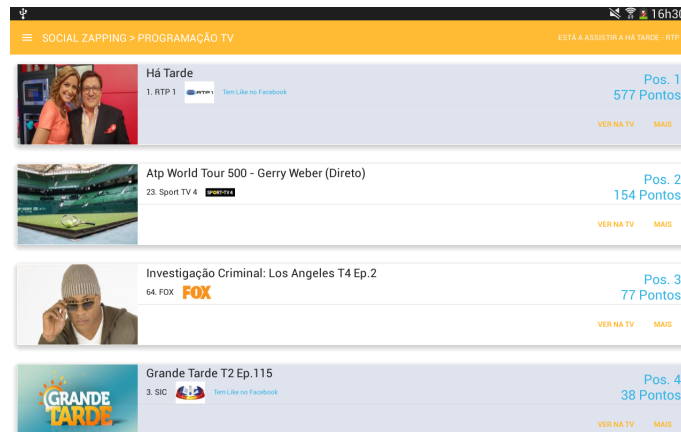 16h30
≡ SOCIAL ZAPPING > PROGRAMAÇÃO TV
ESTÁ A ASSISTIR A HÁ TARDE - RTP
Há Tarde
1. RTP 1 RTP 1 Tem Like no Facebook
Pos. 1
577 Pontos
VER NA TV MAIS
Atp World Tour 500 - Gerry Weber (Direto)
23. Sport TV 4 SPORT·TV4
Pos. 2
154 Pontos
VER NA TV MAIS
Investigação Criminal: Los Angeles T4 Ep.2
64. FOX FOX
Pos. 3
77 Pontos
VER NA TV MAIS
Grande Tarde T2 Ep.115
3. SIC SIC Tem Like no Facebook
GRANDE
TARDE
Pos. 4
38 Pontos
VER NA TV MAIS